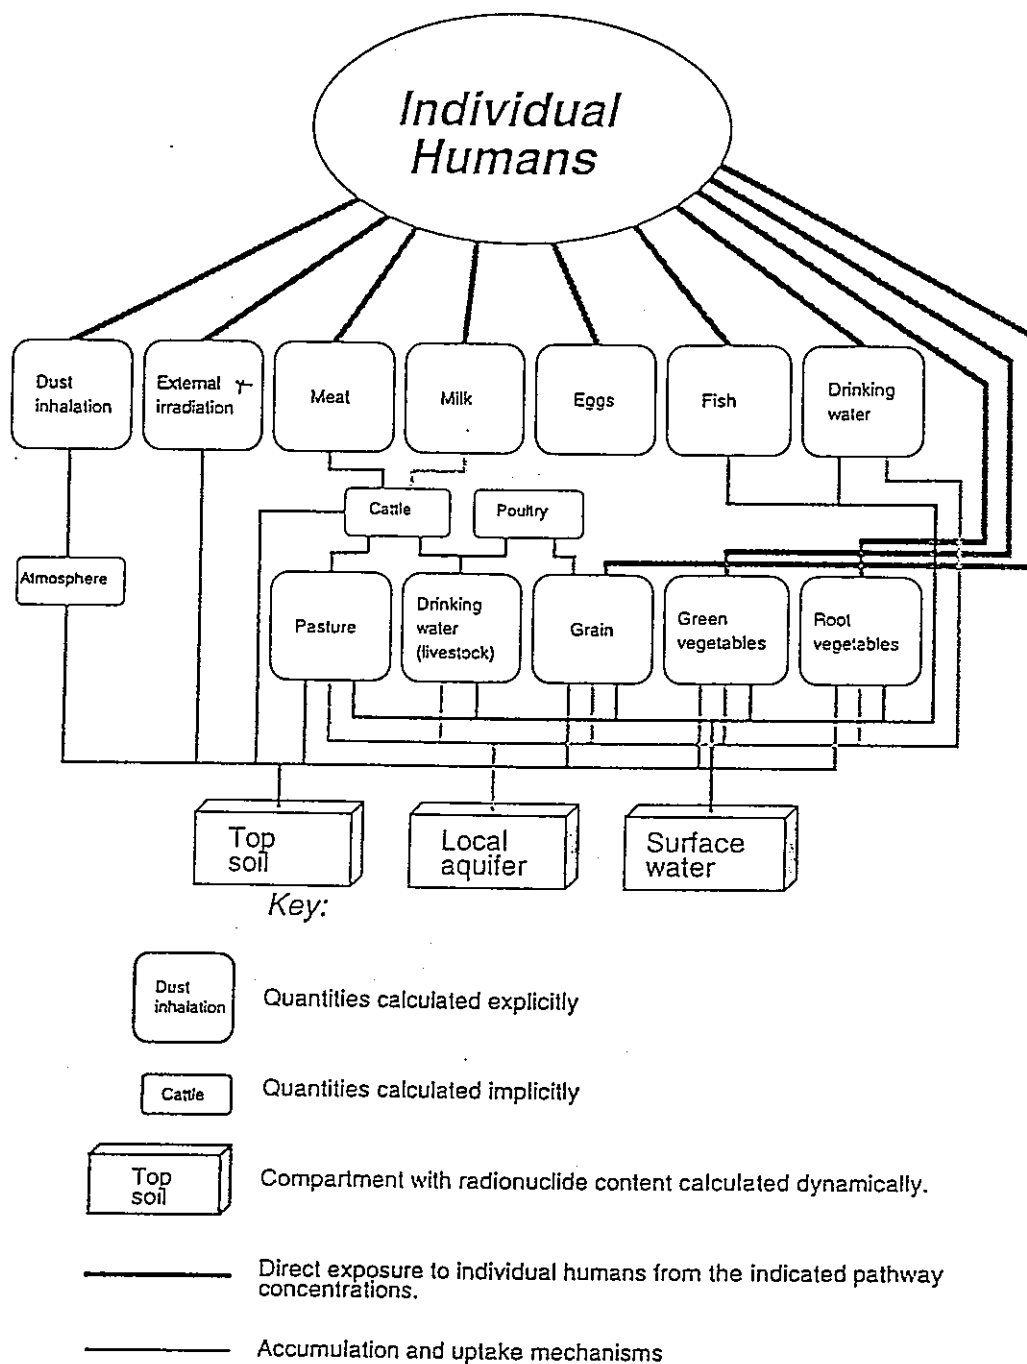 Individual
Humans
Dust
inhalation
External γ
irradiation
Meat
Milk
Eggs
Fish
Drinking
water
Cattle
Poultry
Atmosphere
Pasture
Drinking
water
(livestock)
Grain
Green
vegetables
Root
vegetables
Top
soil
Local
aquifer
Surface
water
Key:
Dust
inhalation
Quantities calculated explicitly
Cattle
Quantities calculated implicitly
Top
soil
Compartment with radionuclide content calculated dynamically.
Direct exposure to individual humans from the indicated pathway
concentrations.
Accumulation and uptake mechanisms